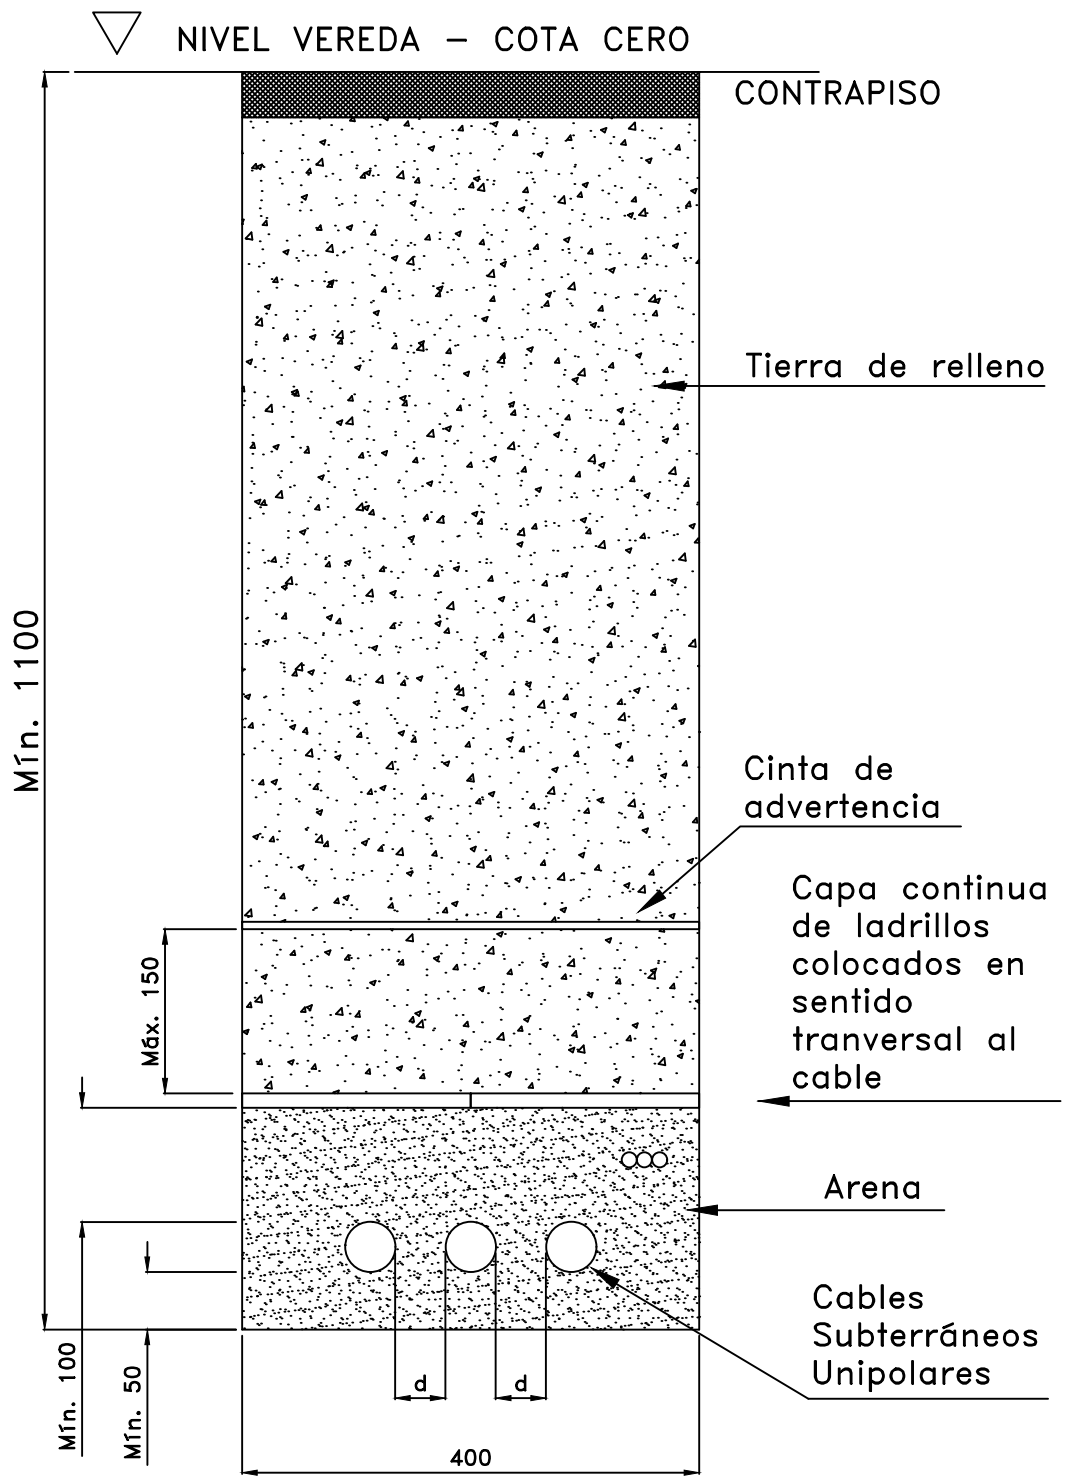 NIVEL VEREDA - COTA CERO
CONTRAPISO
Tierra de relleno
Mín. 1100
Cinta de
advertencia
Capa continua
de ladrillos
colocados en
sentido
tranversal al
cable
Máx. 150
Arena
Cables
Subterráneos
Unipolares
Mín. 100
Mín. 50
d
d
400